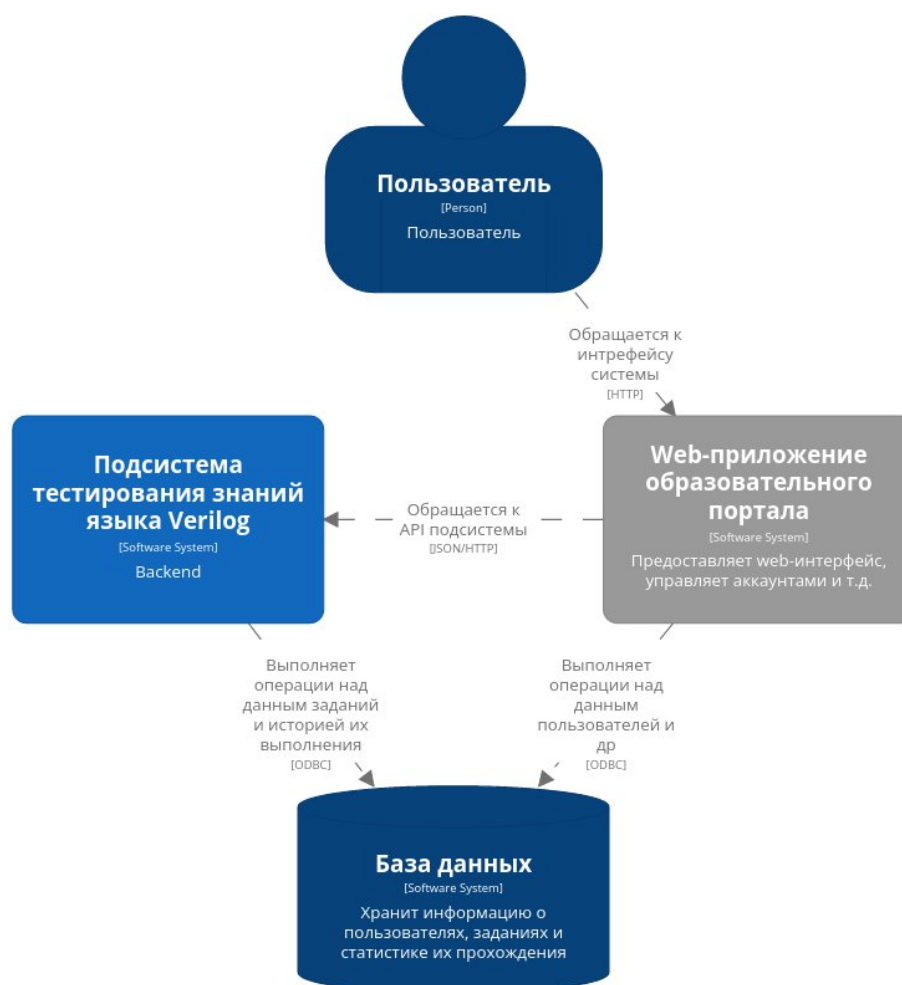 Пользователь
[Person]
Пользователь
Обращается к
интрефейсу
системы
[HTTP]
Подсистема
тестирования знаний
языка Verilog
[Software System]
Backend
Обращается к
API подсистемы
[JSON/HTTP]
Web-приложение
образовательного
портала
[Software System]
Предоставляет web-интерфейс,
управляет аккаунтами и т.д.
Выполняет
операции над
данным заданий
и историей их
выполнения
[ODBC]
Выполняет
операции над
данным
пользователей и
др
[ODBC]
База данных
[Software System]
Хранит информацию о
пользователях, заданиях и
статистике их прохождения